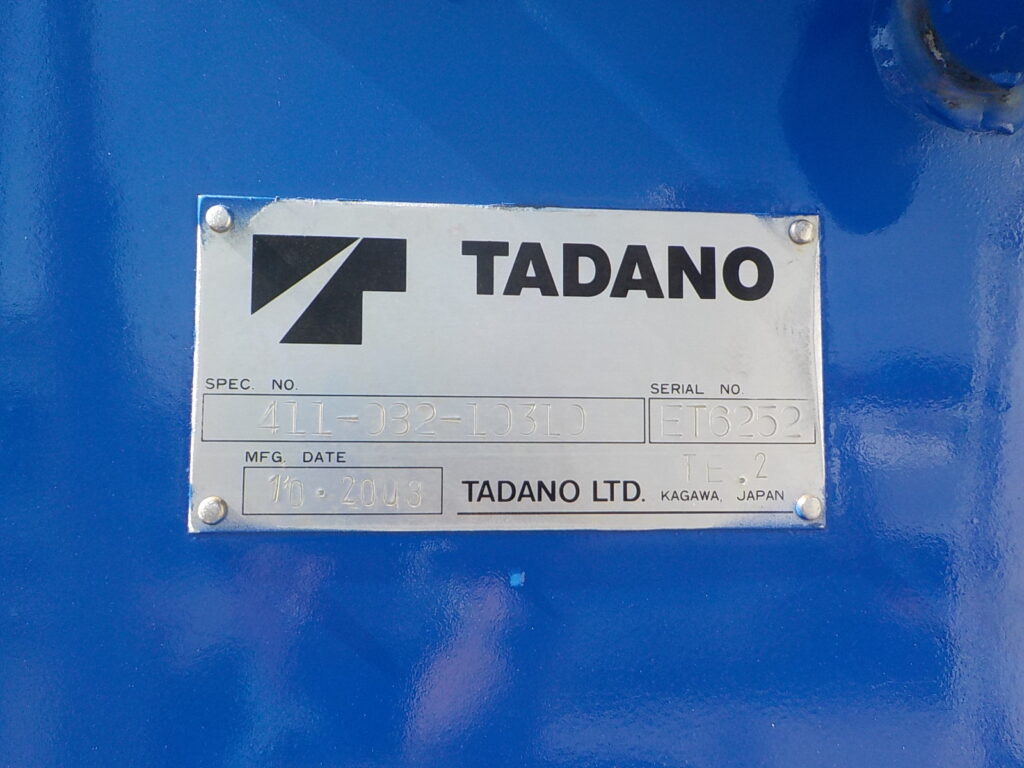 TADANO
SPEC. NO.
411-032-10310
SERIAL NO.
ET6252
MFG. DATE
10・2003
TE.2
TADANO LTD.
KAGAWA, JAPAN